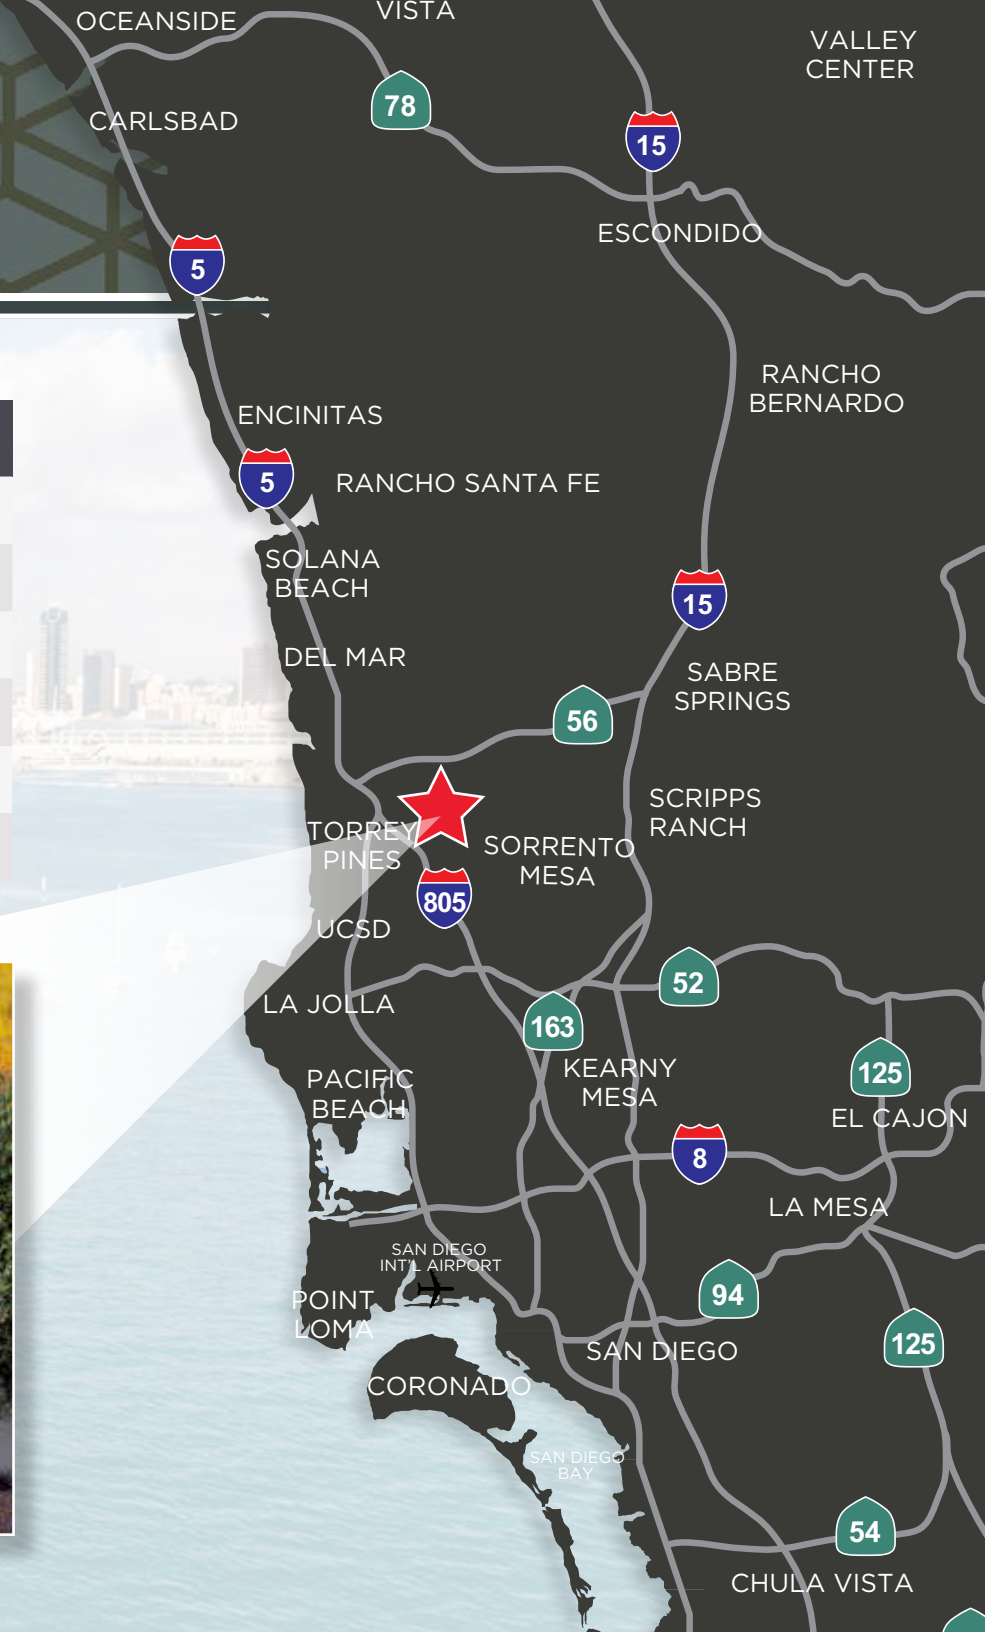 OCEANSIDE
VISTA
VALLEY
CENTER
CARLSBAD
78
15
ESCONDIDO
5
RANCHO
BERNARDO
ENCINITAS
5
RANCHO SANTA FE
SOLANA
BEACH
15
DEL MAR
SABRE
SPRINGS
56
SCRIPPS
RANCH
TORREY
PINES
SORRENTO
MESA
805
UCSD
52
LA JOLLA
163
KEARNY
MESA
125
PACIFIC
BEACH
EL CAJON
8
LA MESA
SAN DIEGO
INT'L AIRPORT
94
POINT
LOMA
125
SAN DIEGO
CORONADO
SAN DIEGO
BAY
54
CHULA VISTA